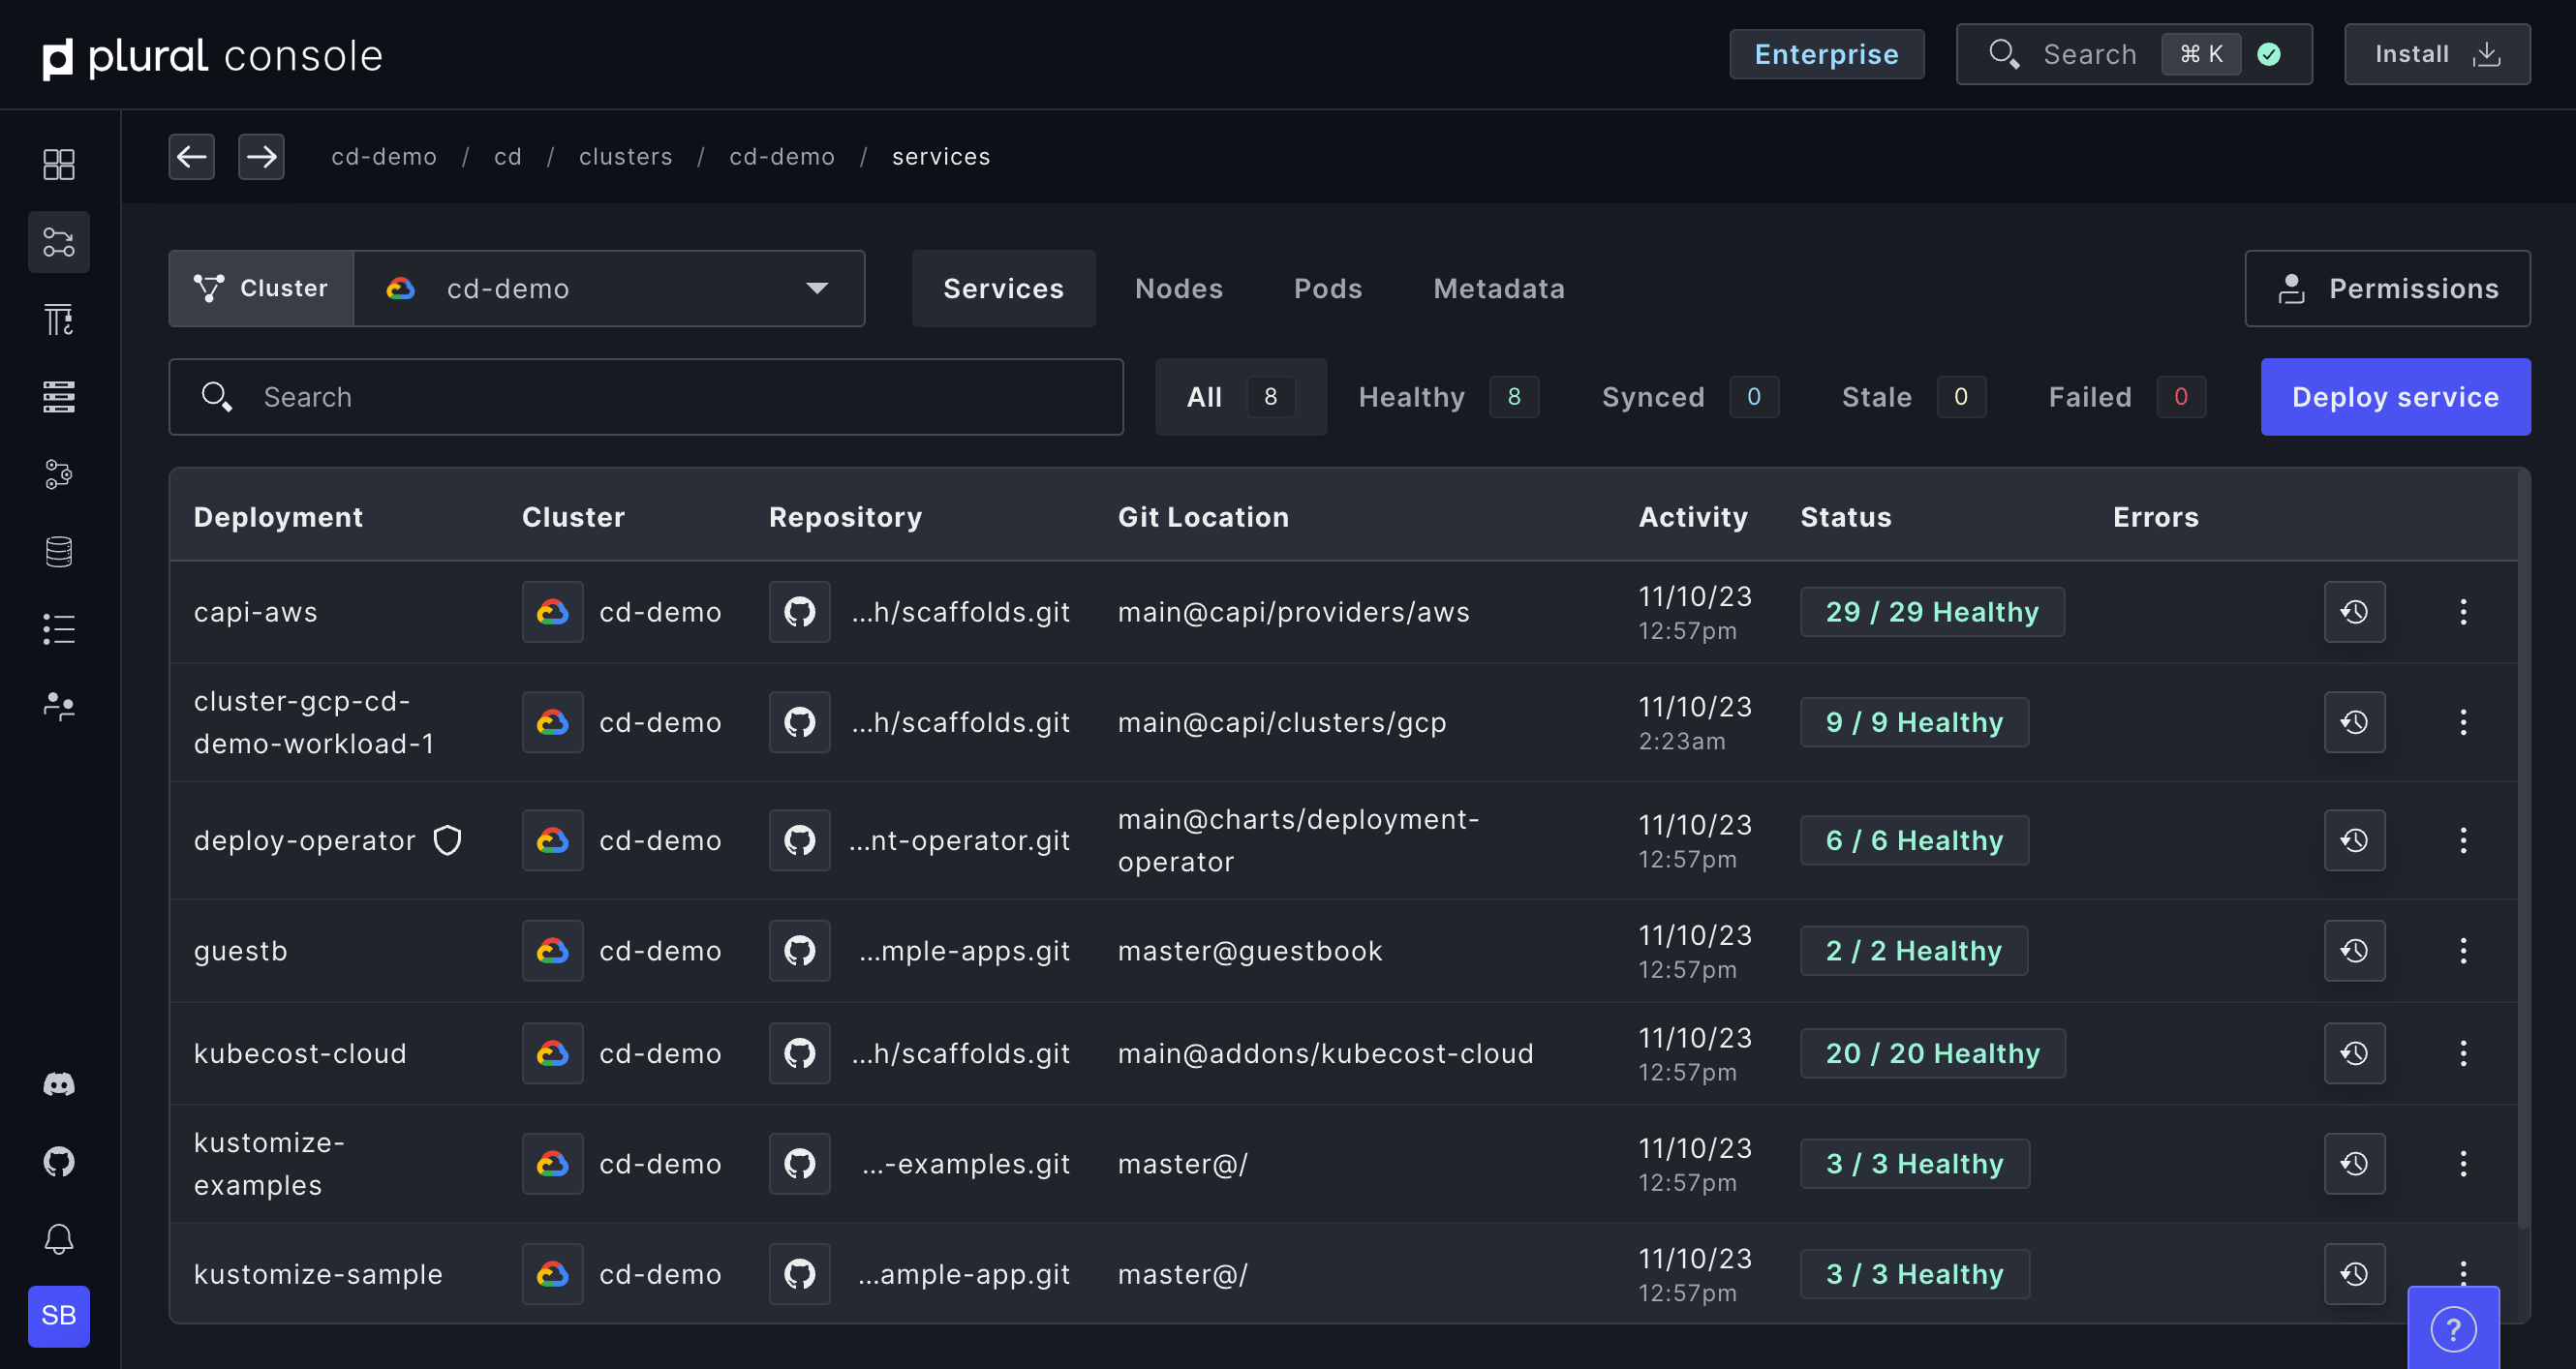 plural console
Enterprise
Search ⌘ K
Install
cd-demo / cd / clusters / cd-demo / services
Cluster cd-demo
Services Nodes Pods Metadata
Permissions
Search
All 8 Healthy 8 Synced 0 Stale 0 Failed 0
Deploy service
Deployment Cluster Repository Git Location Activity Status Errors
capi-aws cd-demo ...h/scaffolds.git main@capi/providers/aws 11/10/23 29 / 29 Healthy
12:57pm
cluster-gcp-cd-
demo-workload-1 cd-demo ...h/scaffolds.git main@capi/clusters/gcp 11/10/23 9 / 9 Healthy
2:23am
deploy-operator cd-demo ...nt-operator.git main@charts/deployment-
operator 11/10/23 6 / 6 Healthy
12:57pm
guestb cd-demo ...mple-apps.git master@guestbook 11/10/23 2 / 2 Healthy
12:57pm
kubecost-cloud cd-demo ...h/scaffolds.git main@addons/kubecost-cloud 11/10/23 20 / 20 Healthy
12:57pm
kustomize-
examples cd-demo ...-examples.git master@/ 11/10/23 3 / 3 Healthy
12:57pm
kustomize-sample cd-demo ...ample-app.git master@/ 11/10/23 3 / 3 Healthy
12:57pm
SB
?